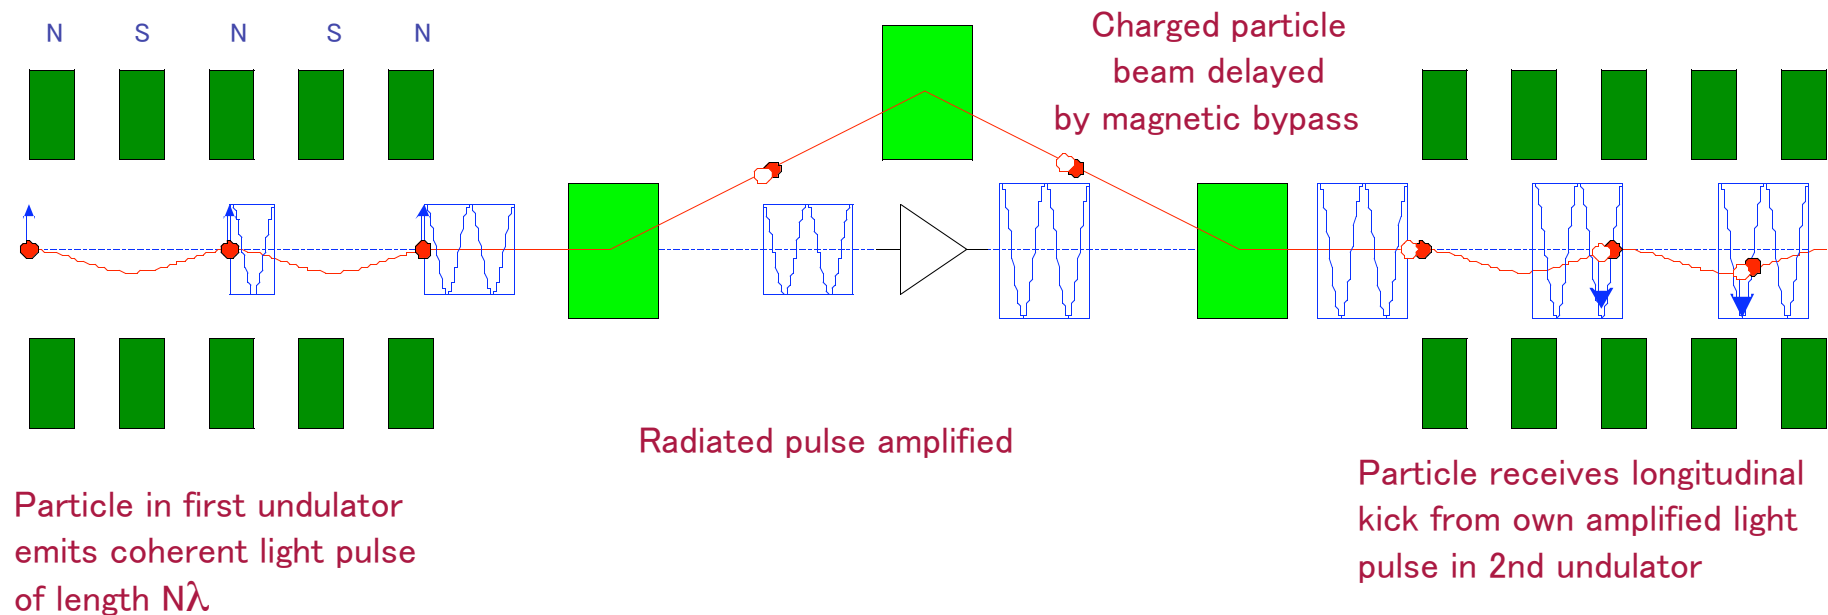 N S N S N
Charged particle
beam delayed
by magnetic bypass
Radiated pulse amplified
Particle in first undulator
emits coherent light pulse
of length Nλ
Particle receives longitudinal
kick from own amplified light
pulse in 2nd undulator